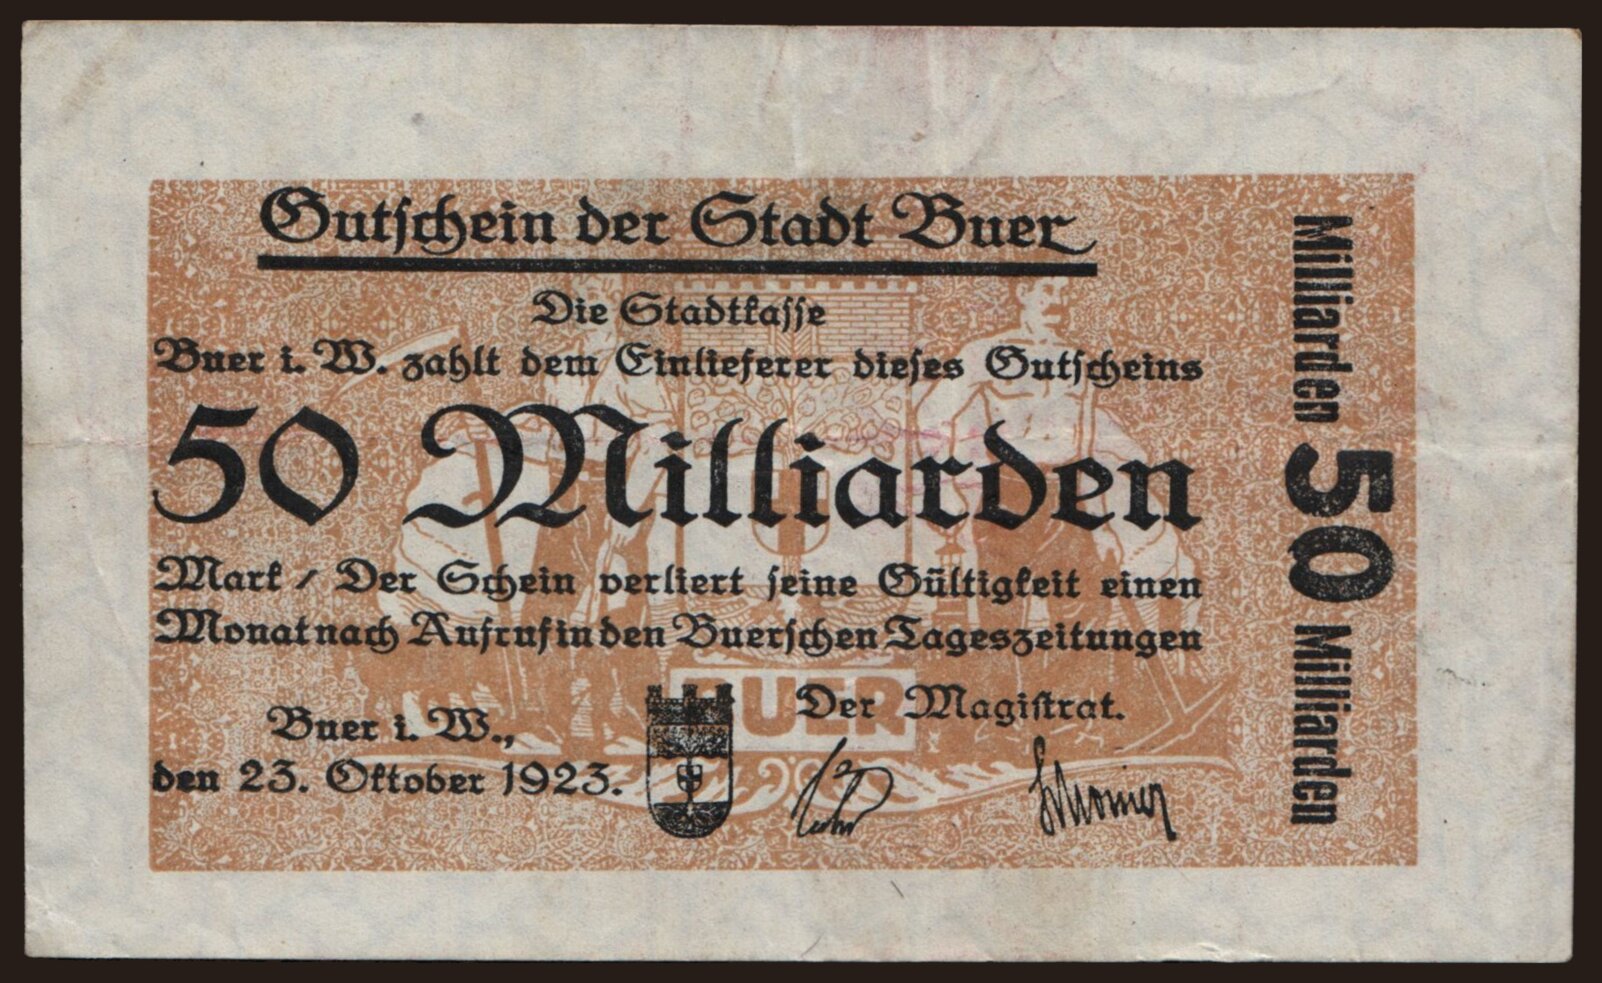 Gutschein der Stadt Buer
Die Stadtkasse
Buer i. W. zahlt dem Einlieferer dieses Gutscheins
50 Milliarden
Mark / Der Schein verliert seine Gültigkeit einen
Monat nach Aufruf in den Buerschen Tageszeitungen
BUER
Der Magistrat.
Buer i. W.,
den 23. Oktober 1923.
Milliarden 50 Milliarden